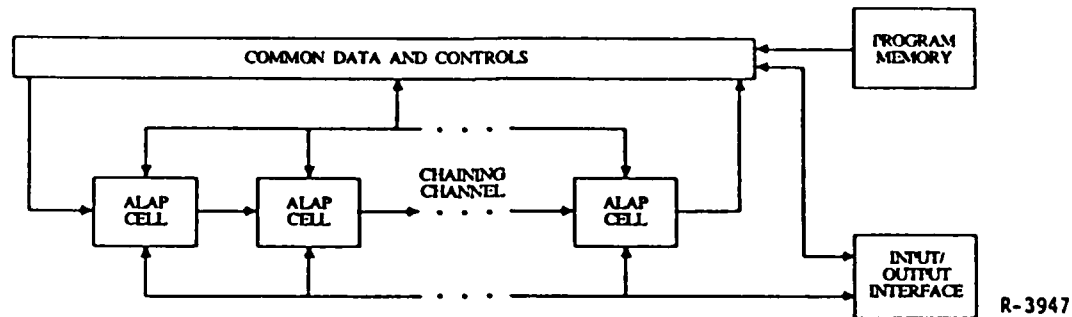 PROGRAM
MEMORY
COMMON DATA AND CONTROLS
CHAINING
CHANNEL
ALAP
CELL
ALAP
CELL
ALAP
CELL
INPUT/
OUTPUT
INTERFACE
R-3947